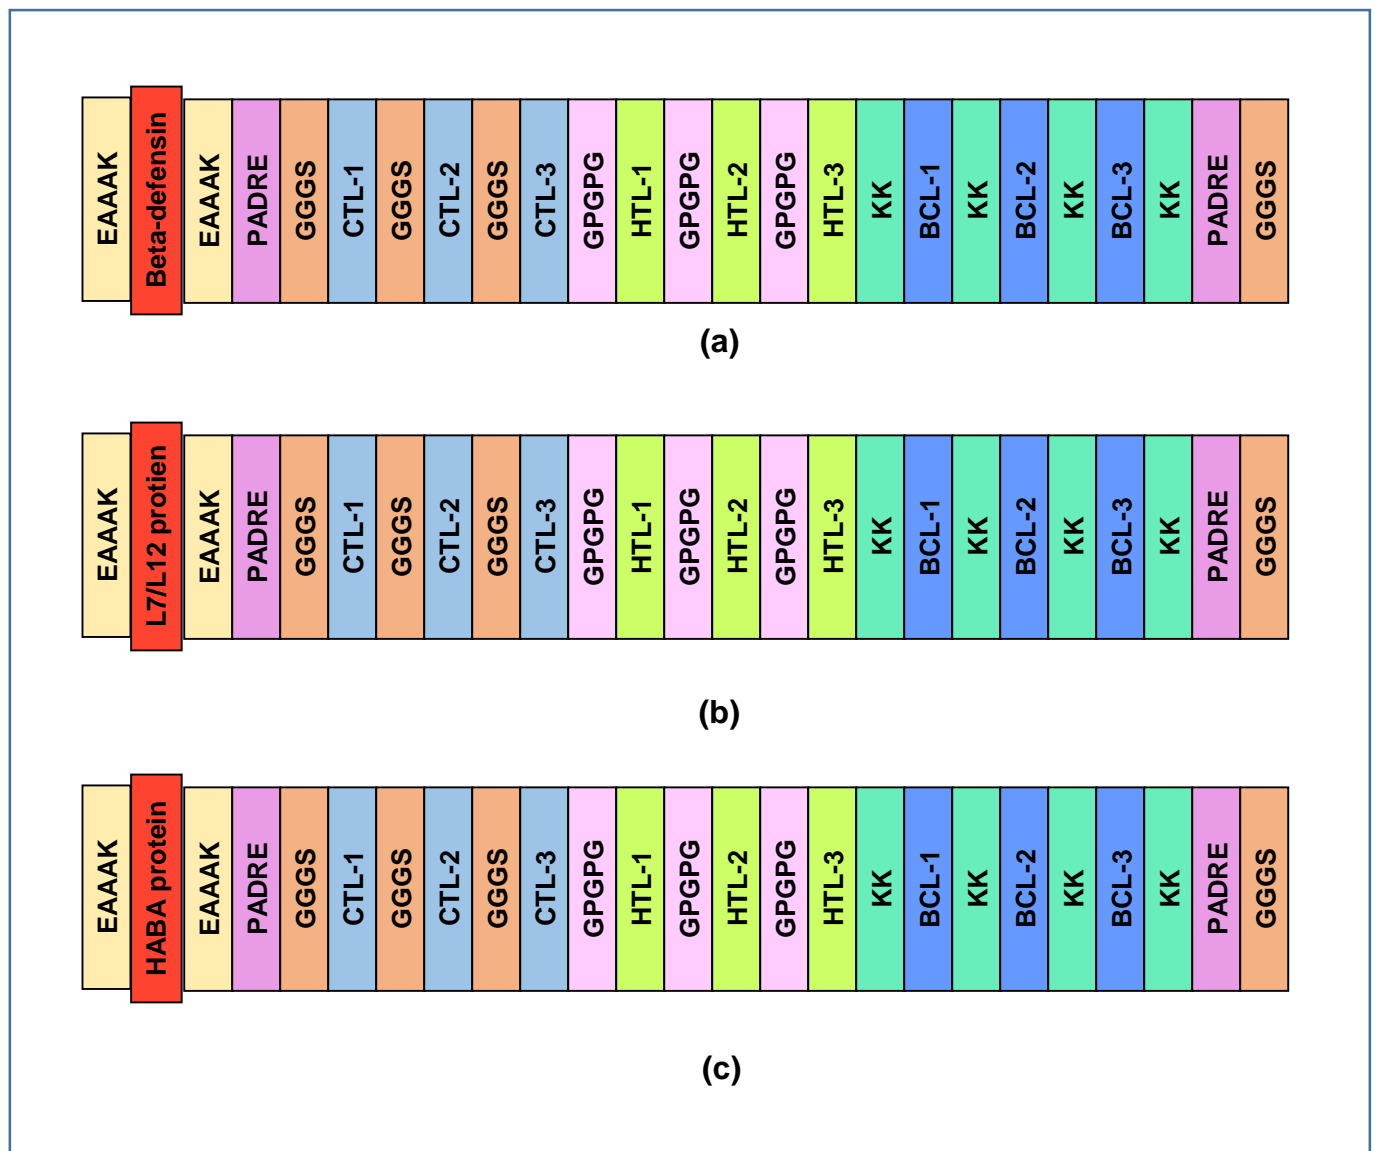 EAAAK
Beta-defensin
EAAAK
PADRE
GGGS
CTL-1
GGGS
CTL-2
GGGS
CTL-3
GPGPG
HTL-1
GPGPG
HTL-2
GPGPG
HTL-3
KK
BCL-1
KK
BCL-2
KK
BCL-3
KK
PADRE
GGGS
(a)
EAAAK
L7/L12 protien
EAAAK
PADRE
GGGS
CTL-1
GGGS
CTL-2
GGGS
CTL-3
GPGPG
HTL-1
GPGPG
HTL-2
GPGPG
HTL-3
KK
BCL-1
KK
BCL-2
KK
BCL-3
KK
PADRE
GGGS
(b)
EAAAK
HABA protein
EAAAK
PADRE
GGGS
CTL-1
GGGS
CTL-2
GGGS
CTL-3
GPGPG
HTL-1
GPGPG
HTL-2
GPGPG
HTL-3
KK
BCL-1
KK
BCL-2
KK
BCL-3
KK
PADRE
GGGS
(c)